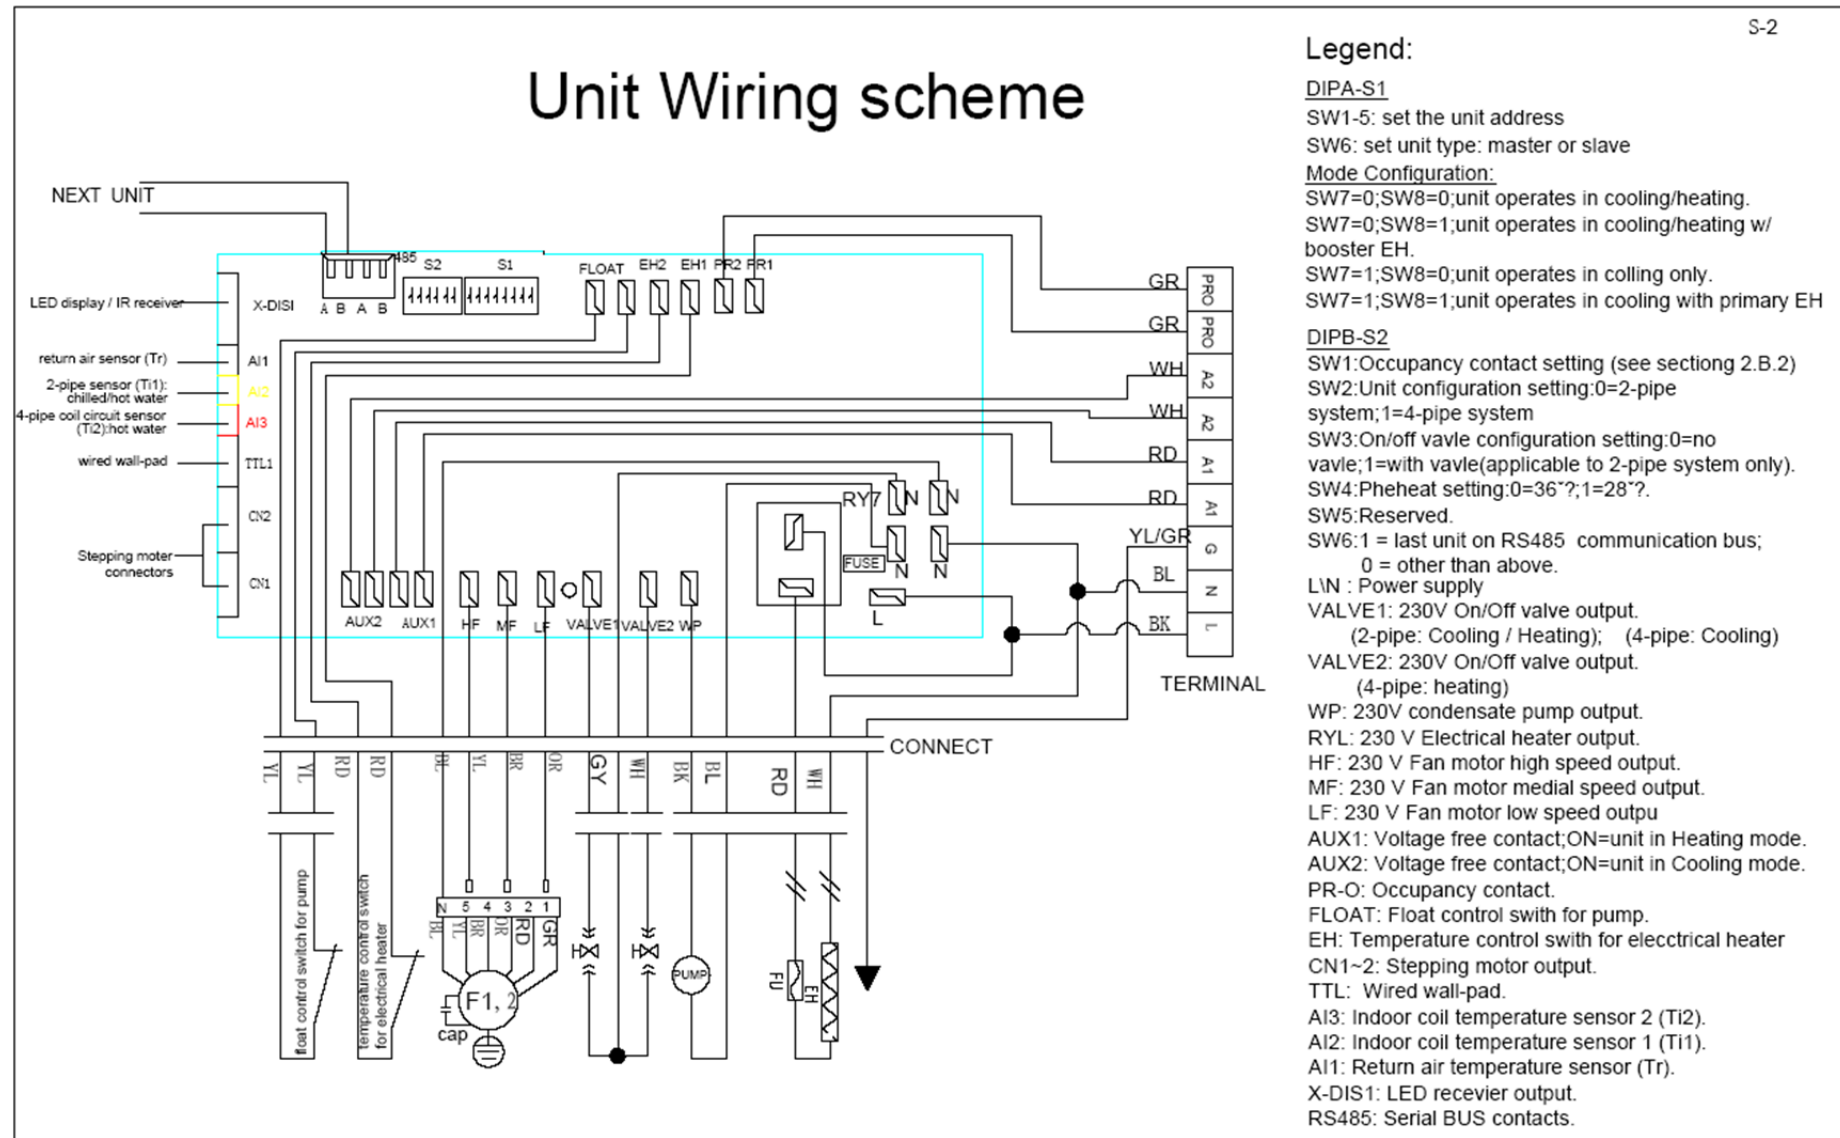 S-2
Unit Wiring scheme
NEXT UNIT
485
S2
S1
FLOAT
EH2
EH1
PR2
PR1
LED display / IR receiver
X-DISI
A B A B
return air sensor (Tr)
AI1
2-pipe sensor (Ti1):
chilled/hot water
AI2
4-pipe coil circuit sensor
(Ti2):hot water
AI3
wired wall-pad
TTL1
CN2
Stepping moter
connectors
CN1
GR
PRO
GR
PRO
WH
A2
WH
A2
RD
A1
RD
A1
YL/GR
G
BL
N
BK
L
TERMINAL
RY7
N
N
FUSE
N
N
L
AUX2
AUX1
HF
MF
LF
VALVE1
VALVE2
WP
CONNECT
YL
YL
RD
RD
BL
YL
BR
OR
GY
WH
BK
BL
RD
WH
float control switch for pump
temperature control switch
for electrical heater
N 5 4 3 2 1
BL
YL
BR
OR
RD
GR
F1, 2
cap
PUMP
FU
EH
Legend:
DIPA-S1
SW1-5: set the unit address
SW6: set unit type: master or slave
Mode Configuration:
SW7=0;SW8=0;unit operates in cooling/heating.
SW7=0;SW8=1;unit operates in cooling/heating w/
booster EH.
SW7=1;SW8=0;unit operates in colling only.
SW7=1;SW8=1;unit operates in cooling with primary EH
DIPB-S2
SW1:Occupancy contact setting (see sectiong 2.B.2)
SW2:Unit configuration setting:0=2-pipe
system;1=4-pipe system
SW3:On/off vavle configuration setting:0=no
vavle;1=with vavle(applicable to 2-pipe system only).
SW4:Pheheat setting:0=36˘?;1=28˘?.
SW5:Reserved.
SW6:1 = last unit on RS485 communication bus;
0 = other than above.
L\N : Power supply
VALVE1: 230V On/Off valve output.
(2-pipe: Cooling / Heating); (4-pipe: Cooling)
VALVE2: 230V On/Off valve output.
(4-pipe: heating)
WP: 230V condensate pump output.
RYL: 230 V Electrical heater output.
HF: 230 V Fan motor high speed output.
MF: 230 V Fan motor medial speed output.
LF: 230 V Fan motor low speed outpu
AUX1: Voltage free contact;ON=unit in Heating mode.
AUX2: Voltage free contact;ON=unit in Cooling mode.
PR-O: Occupancy contact.
FLOAT: Float control swith for pump.
EH: Temperature control swith for elecctrical heater
CN1~2: Stepping motor output.
TTL: Wired wall-pad.
AI3: Indoor coil temperature sensor 2 (Ti2).
AI2: Indoor coil temperature sensor 1 (Ti1).
AI1: Return air temperature sensor (Tr).
X-DIS1: LED recevier output.
RS485: Serial BUS contacts.